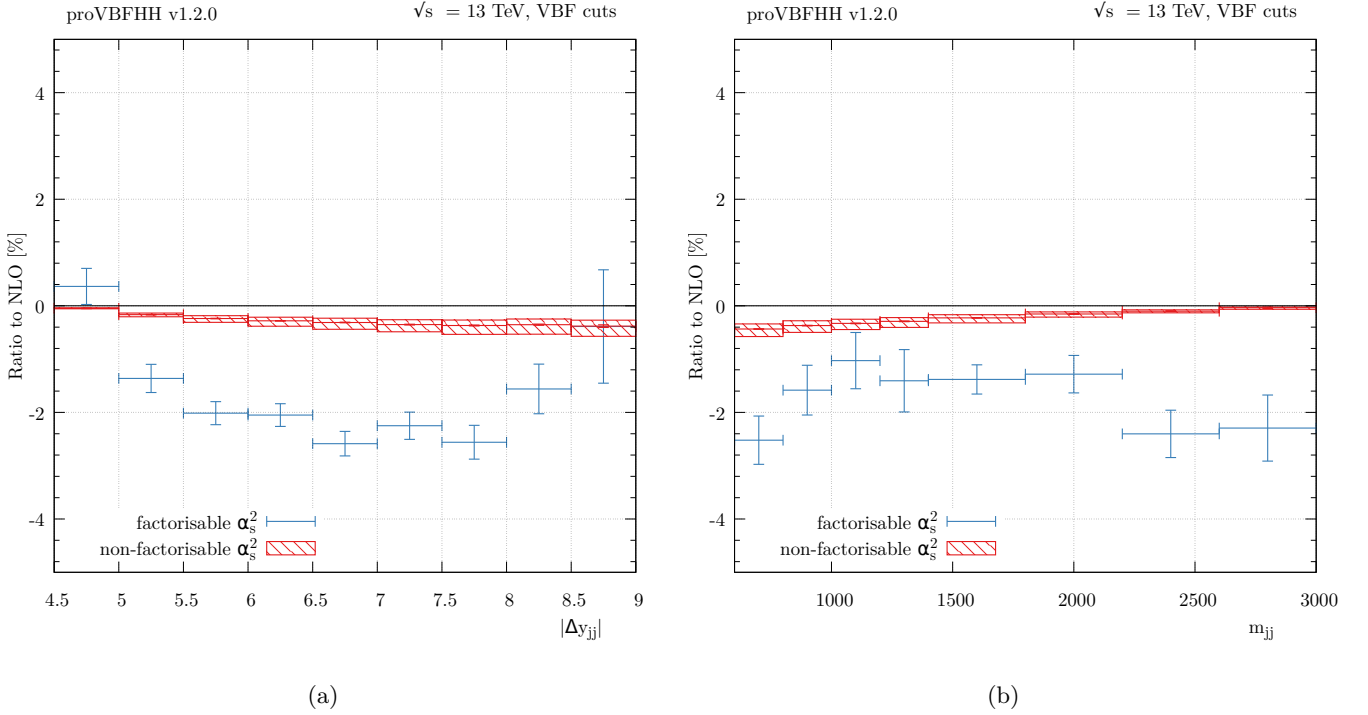 proVBFHH v1.2.0
√s = 13 TeV, VBF cuts
Ratio to NLO [%]
4
2
0
-2
-4
factorisable α_s^2
non-factorisable α_s^2
4.5 5 5.5 6 6.5 7 7.5 8 8.5 9
|Δy_jj|
(a)
proVBFHH v1.2.0
√s = 13 TeV, VBF cuts
Ratio to NLO [%]
4
2
0
-2
-4
factorisable α_s^2
non-factorisable α_s^2
1000 1500 2000 2500 3000
m_jj
(b)